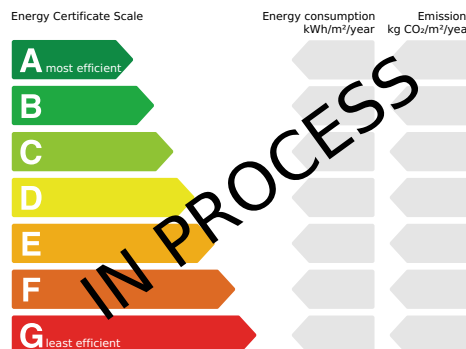 Energy Certificate Scale
Energy consumption
kWh/m²/year
Emission
kg CO₂/m²/year
A most efficient
B
C
D
E
F
G least efficient
IN PROCESS